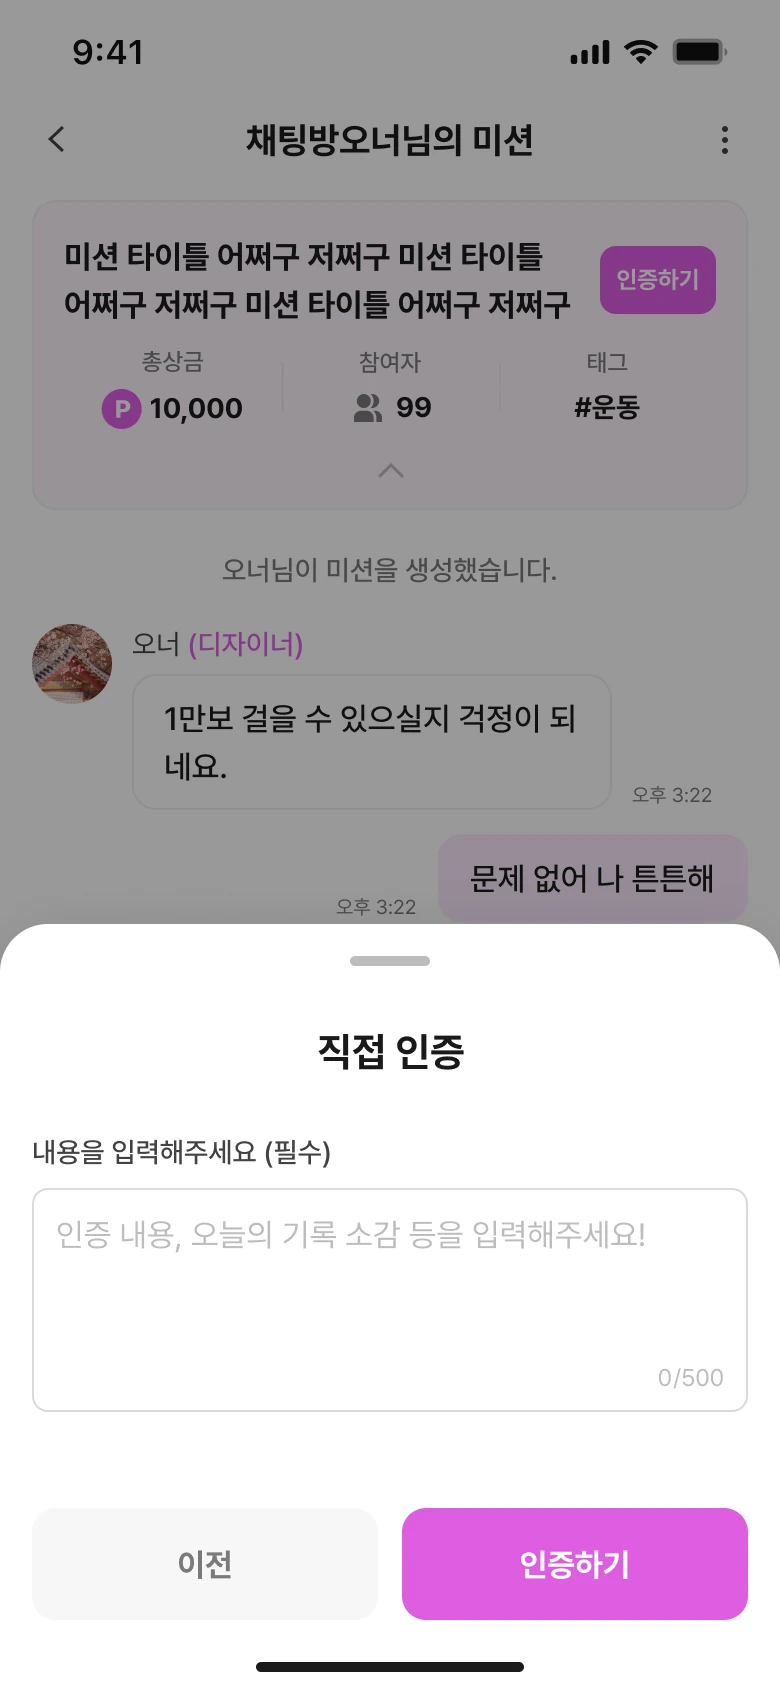 9:41
채팅방오너님의 미션
미션 타이틀 어쩌구 저쩌구 미션 타이틀
어쩌구 저쩌구 미션 타이틀 어쩌구 저쩌구
인증하기
총상금
P 10,000
참여자
99
태그
#운동
오너님이 미션을 생성했습니다.
오너 (디자이너)
1만보 걸을 수 있으실지 걱정이 되
네요.
오후 3:22
문제 없어 나 튼튼해
오후 3:22
직접 인증
내용을 입력해주세요 (필수)
인증 내용, 오늘의 기록 소감 등을 입력해주세요!
0/500
이전
인증하기